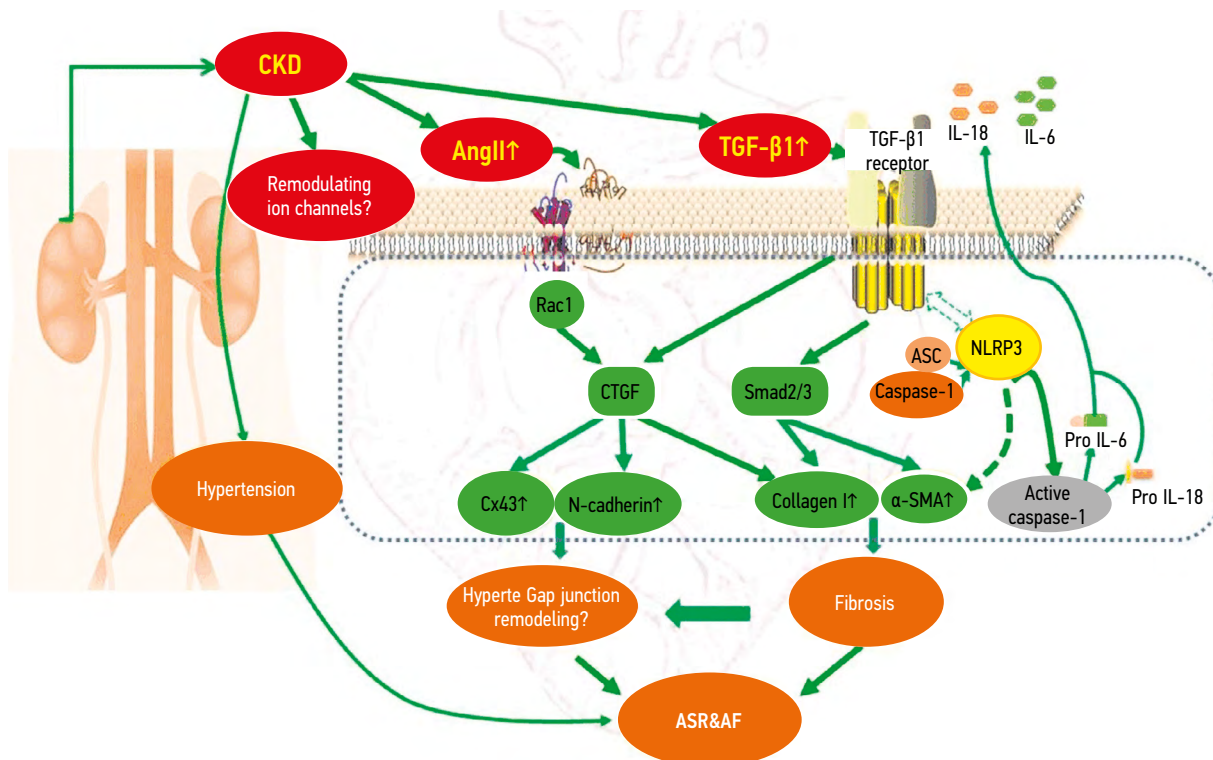 CKD
IL-18
IL-6
AngII↑
TGF-β1↑
TGF-β1
receptor
Remodulating
ion channels?
Rac1
ASC
NLRP3
Caspase-1
CTGF
Smad2/3
Pro IL-6
Hypertension
Cx43↑
N-cadherin↑
Collagen I↑
α-SMA↑
Active
caspase-1
Pro IL-18
Hyperte Gap junction
remodeling?
Fibrosis
ASR&AF